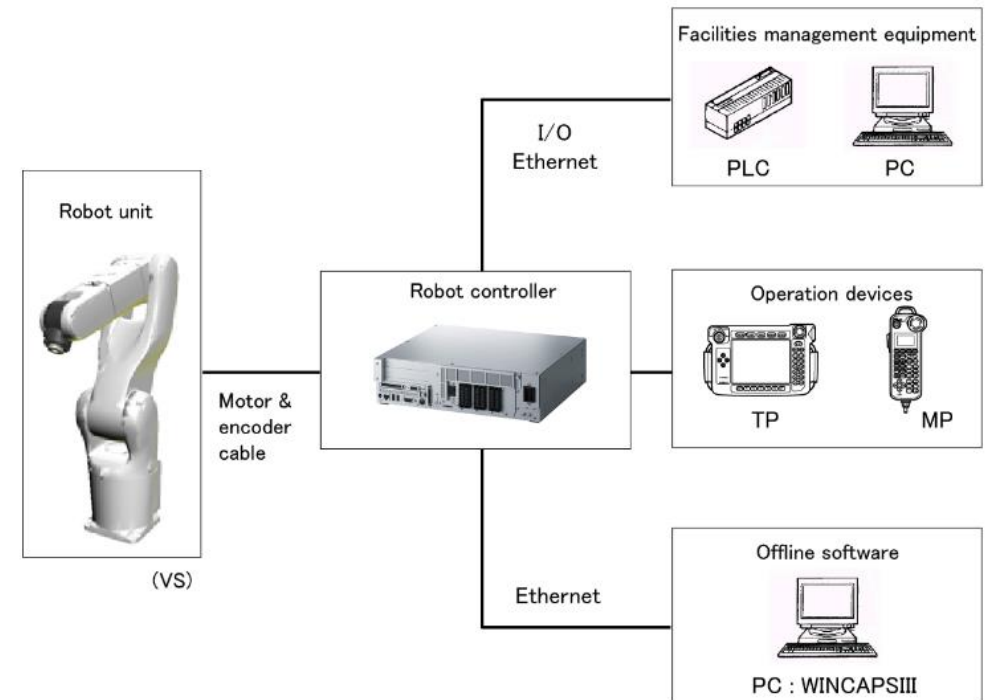 Facilities management equipment
PLC
PC
I/O
Ethernet
Robot unit
(VS)
Motor &
encoder
cable
Robot controller
Operation devices
TP
MP
Ethernet
Offline software
PC : WINCAPSIII